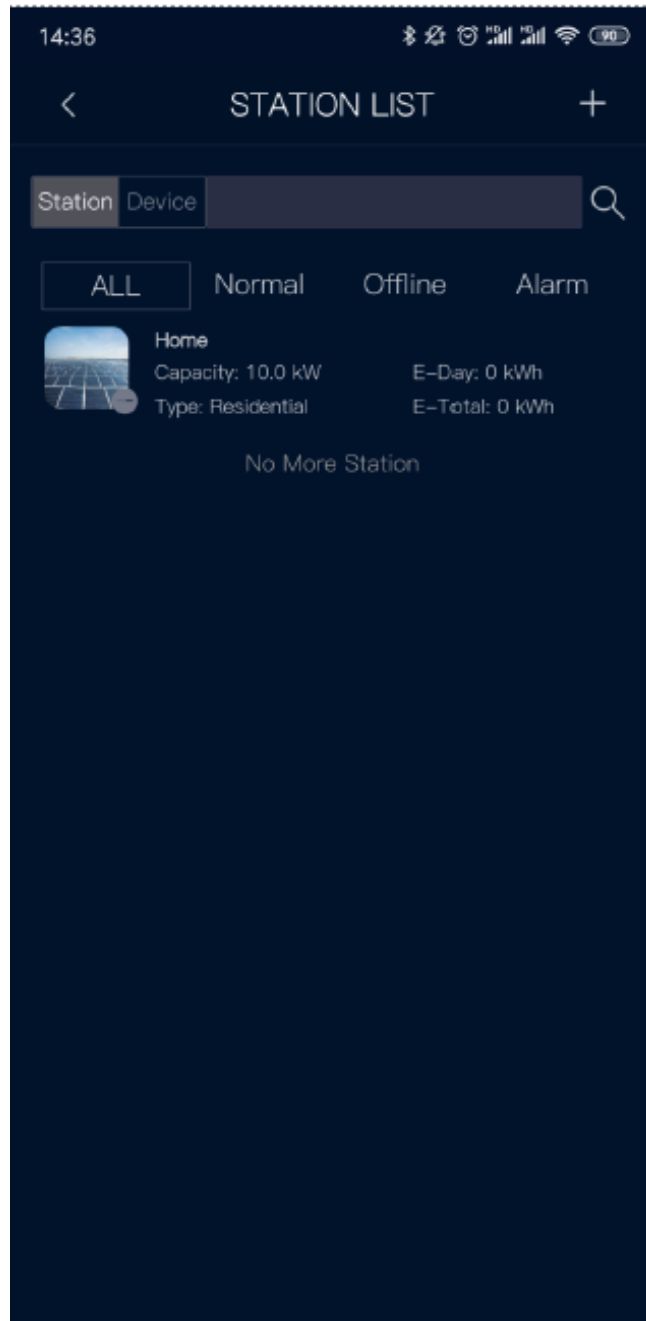 14:36 90
STATION LIST
Station Device
ALL Normal Offline Alarm
Home
Capacity: 10.0 kW E-Day: 0 kWh
Type: Residential E-Total: 0 kWh
No More Station